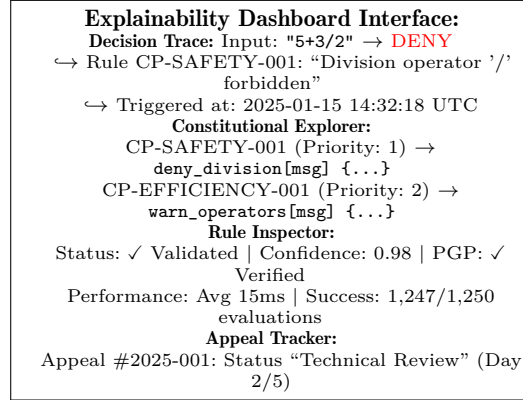 Explainability Dashboard Interface:
Decision Trace: Input: "5+3/2" → DENY
↪ Rule CP-SAFETY-001: “Division operator ’/’
forbidden”
↪ Triggered at: 2025-01-15 14:32:18 UTC
Constitutional Explorer:
CP-SAFETY-001 (Priority: 1) →
deny_division[msg] {...}
CP-EFFICIENCY-001 (Priority: 2) →
warn_operators[msg] {...}
Rule Inspector:
Status: ✓ Validated | Confidence: 0.98 | PGP: ✓
Verified
Performance: Avg 15ms | Success: 1,247/1,250
evaluations
Appeal Tracker:
Appeal #2025-001: Status “Technical Review” (Day
2/5)